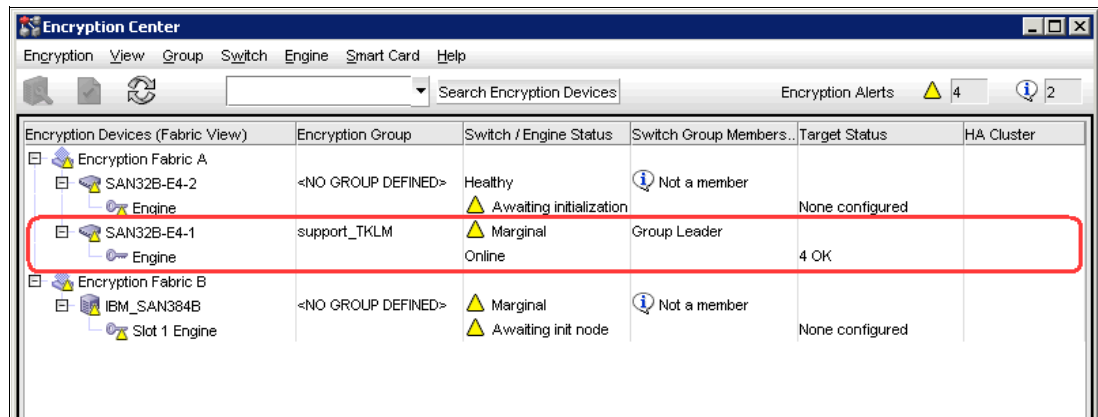 Encryption Center
Encryption View Group Switch Engine Smart Card Help
Search Encryption Devices Encryption Alerts 4 2
Encryption Devices (Fabric View) Encryption Group Switch / Engine Status Switch Group Members... Target Status HA Cluster
Encryption Fabric A
SAN32B-E4-2 <NO GROUP DEFINED> Healthy Not a member
Engine Awaiting initialization None configured
SAN32B-E4-1 support_TKLM Marginal Group Leader
Engine Online 4 OK
Encryption Fabric B
IBM_SAN384B <NO GROUP DEFINED> Marginal Not a member
Slot 1 Engine Awaiting init node None configured